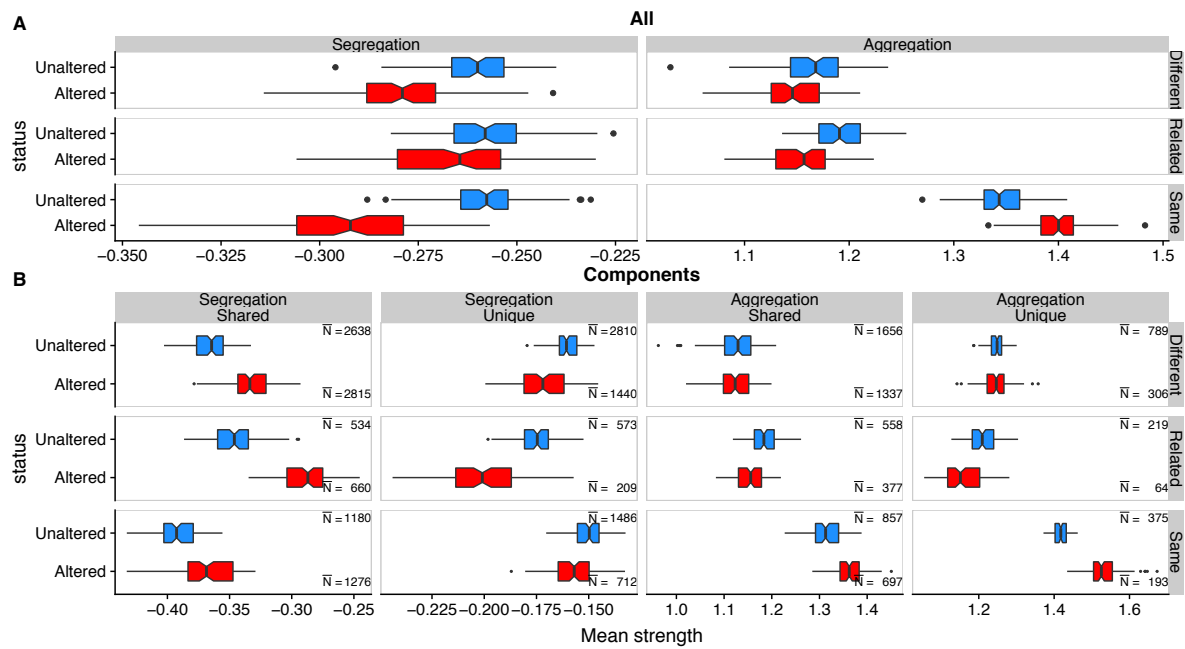 A
All
Segregation
Aggregation
Unaltered
Altered
Different
Unaltered
Altered
Related
Unaltered
Altered
Same
status
−0.350 −0.325 −0.300 −0.275 −0.250 −0.225
1.1 1.2 1.3 1.4 1.5
Components
B
Segregation
Shared
Segregation
Unique
Aggregation
Shared
Aggregation
Unique
Unaltered
N = 2638
N = 2810
N = 1656
N = 789
Altered
N = 2815
N = 1440
N = 1337
N = 306
Different
Unaltered
N = 534
N = 573
N = 558
N = 219
Altered
N = 660
N = 209
N = 377
N = 64
Related
Unaltered
N = 1180
N = 1486
N = 857
N = 375
Altered
N = 1276
N = 712
N = 697
N = 193
Same
status
−0.40 −0.35 −0.30 −0.25
−0.225 −0.200 −0.175 −0.150
1.0 1.1 1.2 1.3 1.4
1.2 1.4 1.6
Mean strength